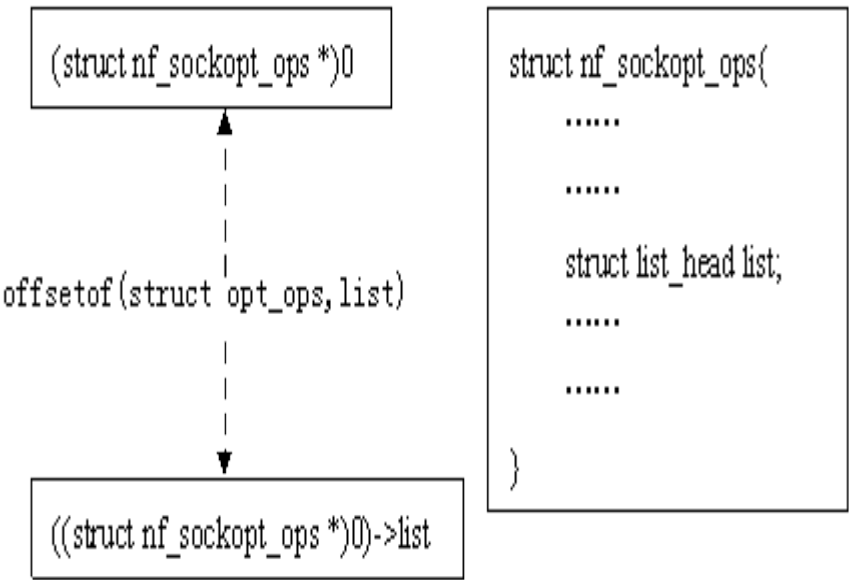 (struct nf_sockopt_ops *)0
offsetof(struct opt_ops,list)
((struct nf_sockopt_ops *)0)->list
struct nf_sockopt_ops{
......
......
struct list_head list;
......
......
}